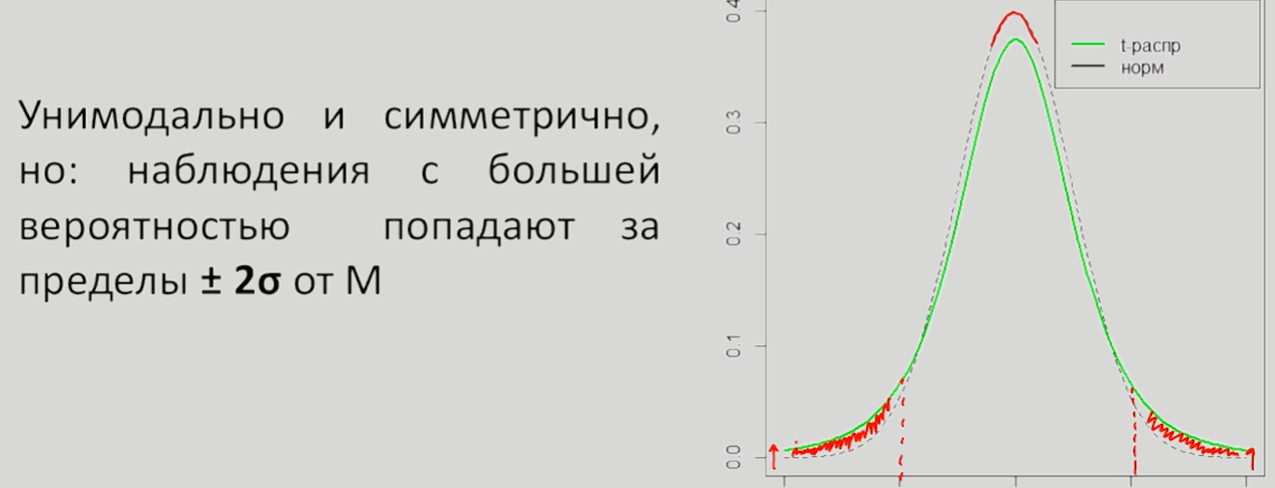 Унимодально и симметрично,
но: наблюдения с большей
вероятностью попадают за
пределы ± 2σ от М
t-распр
норм
0.4
0.3
0.2
0.1
0.0